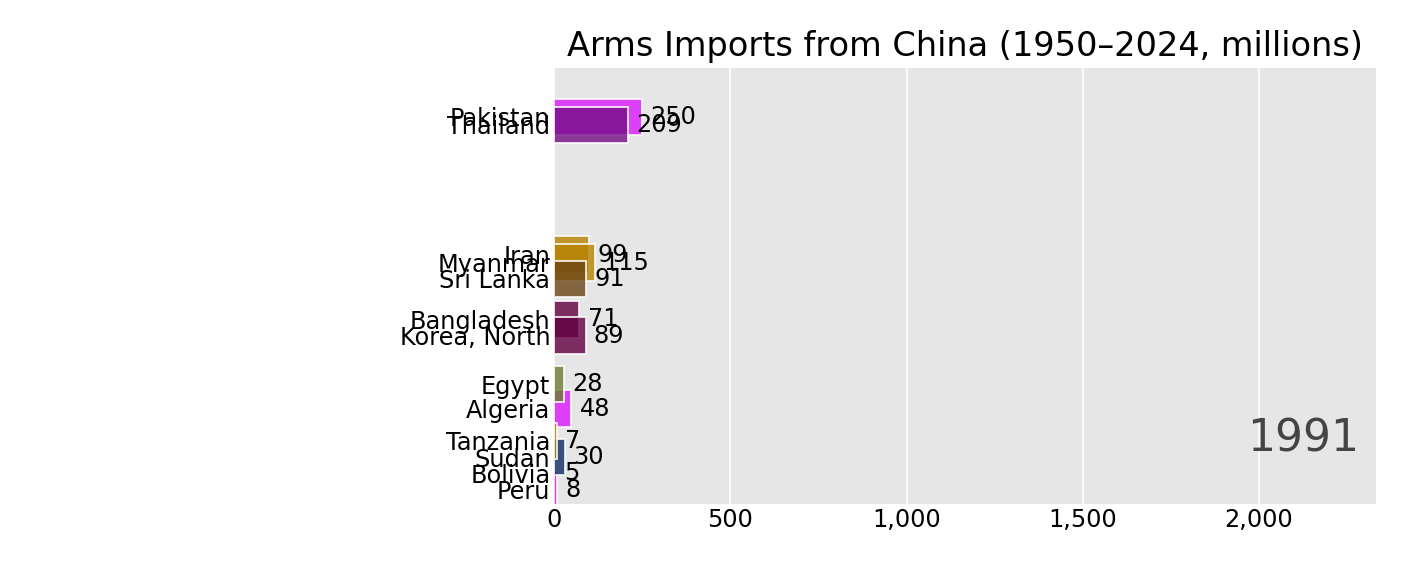 Arms Imports from China (1950–2024, millions)
Pakistan 250
Thailand 209
Iran 99
Myanmar 115
Sri Lanka 91
Bangladesh 71
Korea, North 89
Egypt 28
Algeria 48
1991
Tanzania 7
Sudan 30
Bolivia 5
Peru 8
0 500 1,000 1,500 2,000